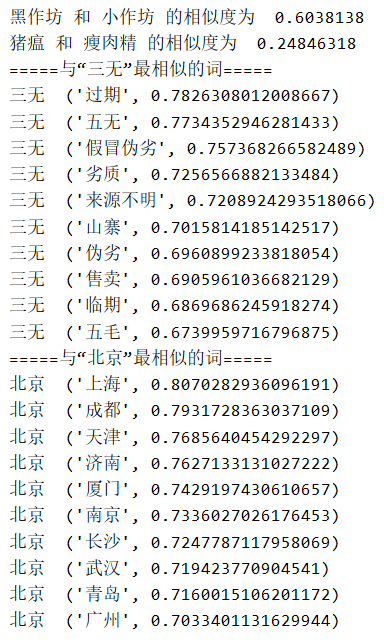 黑作坊 和 小作坊 的相似度为  0.6038138
猪瘟 和 瘦肉精 的相似度为  0.24846318
=====与“三无”最相似的词=====
三无  ('过期', 0.7826308012008667)
三无  ('五无', 0.7734352946281433)
三无  ('假冒伪劣', 0.757368266582489)
三无  ('劣质', 0.7256566882133484)
三无  ('来源不明', 0.7208924293518066)
三无  ('山寨', 0.7015814185142517)
三无  ('伪劣', 0.6960899233818054)
三无  ('售卖', 0.6905961036682129)
三无  ('临期', 0.6869686245918274)
三无  ('五毛', 0.6739959716796875)
=====与“北京”最相似的词=====
北京  ('上海', 0.8070282936096191)
北京  ('成都', 0.7931728363037109)
北京  ('天津', 0.7685640454292297)
北京  ('济南', 0.7627133131027222)
北京  ('厦门', 0.7429197430610657)
北京  ('南京', 0.7336027026176453)
北京  ('长沙', 0.7247787117958069)
北京  ('武汉', 0.719423770904541)
北京  ('青岛', 0.7160015106201172)
北京  ('广州', 0.7033401131629944)